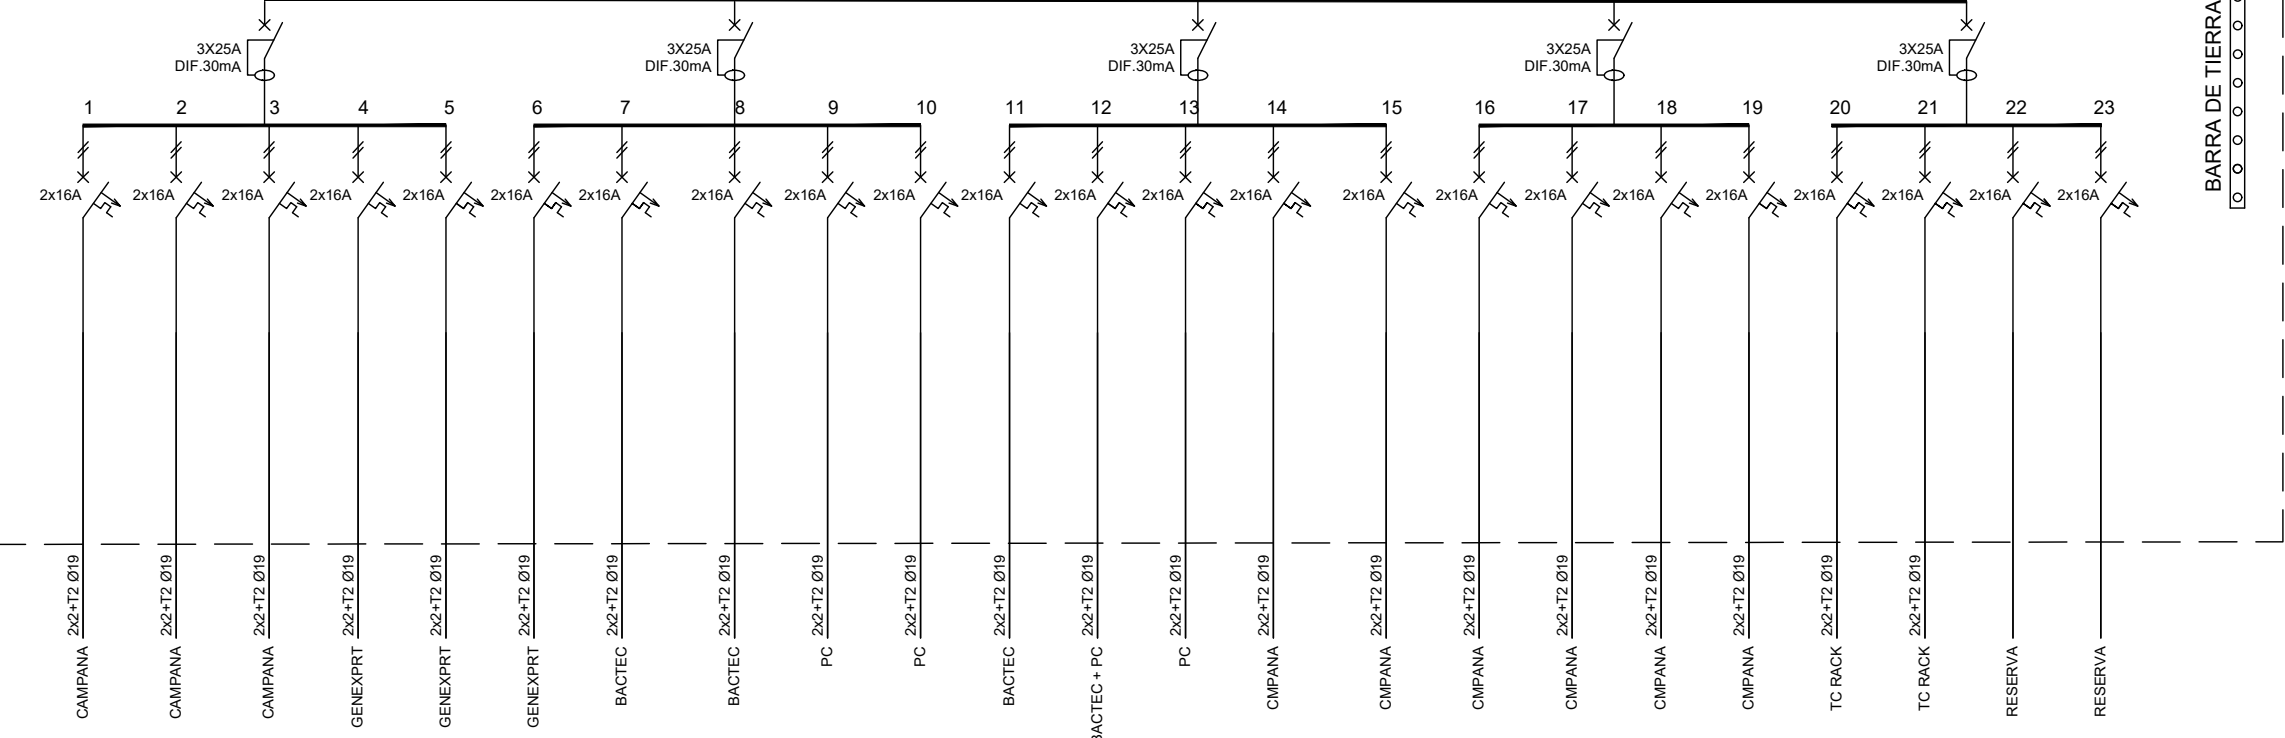 3X25A
DIF.30mA
3X25A
DIF.30mA
3X25A
DIF.30mA
3X25A
DIF.30mA
3X25A
DIF.30mA
BARRA DE TIERRA
1 2 3 4 5 6 7 8 9 10 11 12 13 14 15 16 17 18 19 20 21 22 23
2x16A 2x16A 2x16A 2x16A 2x16A 2x16A 2x16A 2x16A 2x16A 2x16A 2x16A 2x16A 2x16A 2x16A 2x16A 2x16A 2x16A 2x16A 2x16A 2x16A 2x16A 2x16A 2x16A
2x2+T2 Ø19
CAMPANA
2x2+T2 Ø19
CAMPANA
2x2+T2 Ø19
CAMPANA
2x2+T2 Ø19
GENEXPRT
2x2+T2 Ø19
GENEXPRT
2x2+T2 Ø19
GENEXPRT
2x2+T2 Ø19
BACTEC
2x2+T2 Ø19
BACTEC
2x2+T2 Ø19
PC
2x2+T2 Ø19
PC
2x2+T2 Ø19
BACTEC
2x2+T2 Ø19
BACTEC + PC
2x2+T2 Ø19
PC
2x2+T2 Ø19
CMPANA
2x2+T2 Ø19
CMPANA
2x2+T2 Ø19
CMPANA
2x2+T2 Ø19
CMPANA
2x2+T2 Ø19
CMPANA
2x2+T2 Ø19
CMPANA
2x2+T2 Ø19
TC RACK
2x2+T2 Ø19
TC RACK
RESERVA
RESERVA